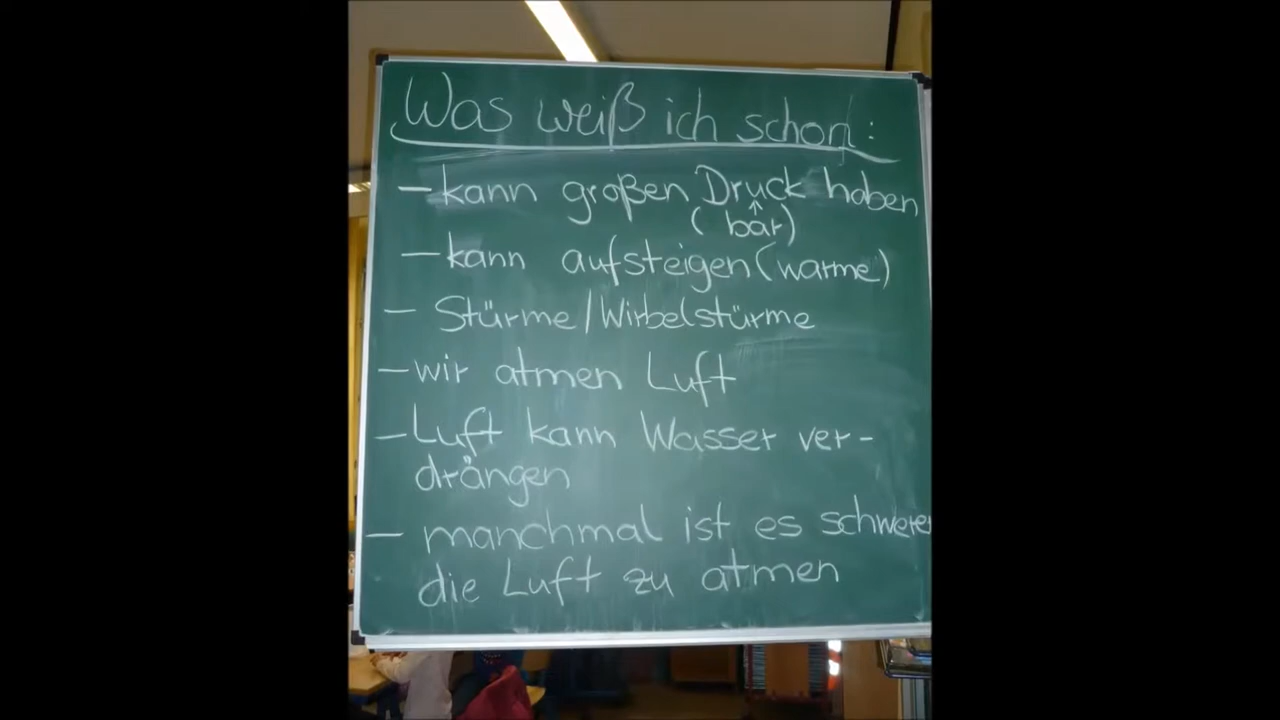 Was weiß ich schon:
– kann großen Druck haben
↑
(bar)
– kann aufsteigen (warme)
– Stürme/Wirbelstürme
– wir atmen Luft
– Luft kann Wasser ver-
drängen
– manchmal ist es schwerer
die Luft zu atmen